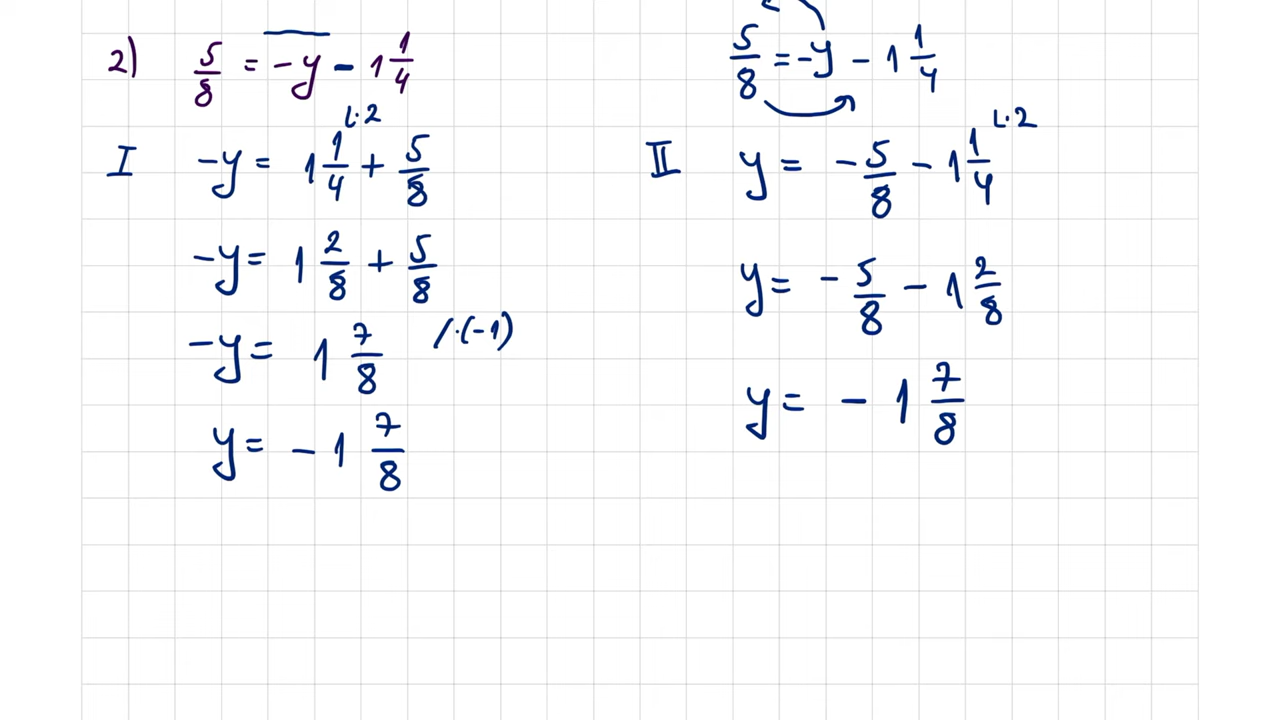 2) 5/8 = -y - 1 1/4
I -y = 1 1/4 + 5/8 ⌊·2
-y = 1 2/8 + 5/8
-y = 1 7/8 /·(-1)
y = - 1 7/8
5/8 = -y - 1 1/4
II y = - 5/8 - 1 1/4 ⌊·2
y = - 5/8 - 1 2/8
y = - 1 7/8